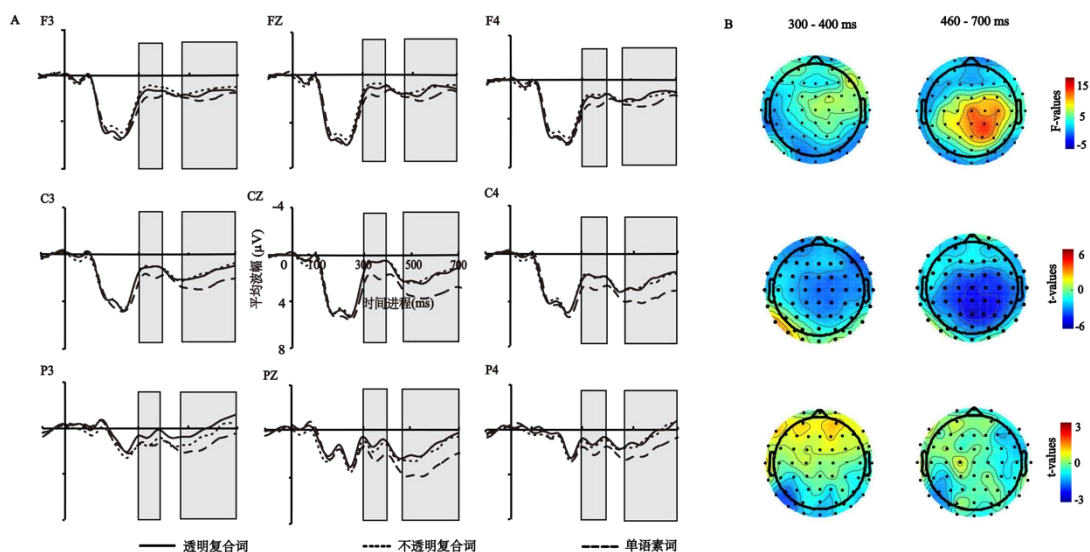 A
F3
FZ
F4
B
300 - 400 ms
460 - 700 ms
15
5
-5
F-values
C3
CZ
C4
-4
0
4
8
平均波幅 (μV)
-100
100
300
500
700
时间进程(ms)
6
0
-6
t-values
P3
PZ
P4
3
0
-3
t-values
透明复合词
不透明复合词
单语素词